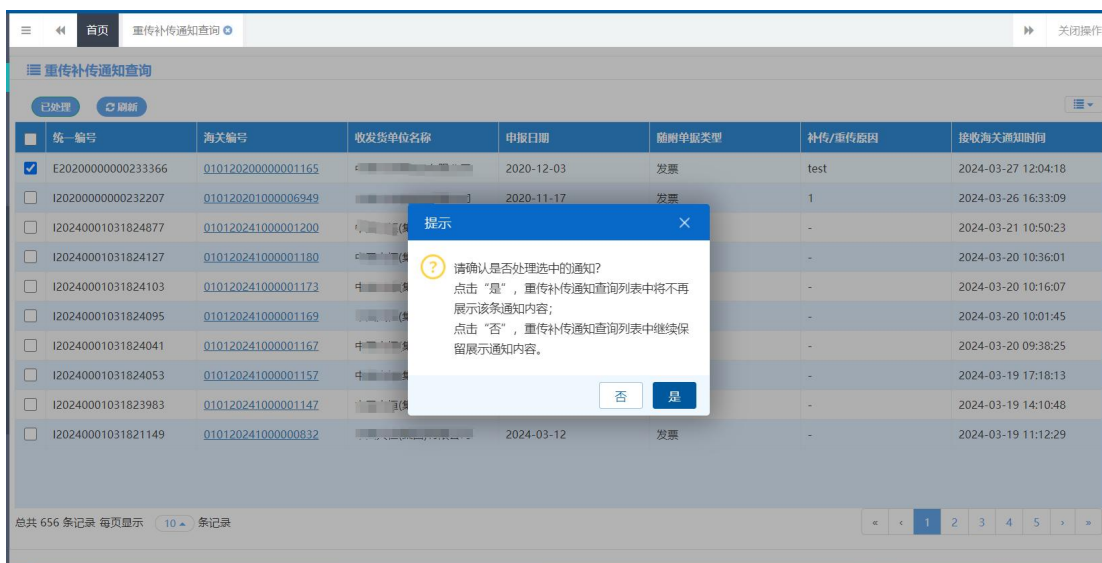 首页 重传补传通知查询 关闭操作
重传补传通知查询
已处理 刷新
统一编号 海关编号 收发货单位名称 申报日期 随附单据类型 补传/重传原因 接收海关通知时间
E20200000000233366 010120200000001165 2020-12-03 发票 test 2024-03-27 12:04:18
I20200000000232207 010120201000006949 2020-11-17 发票 1 2024-03-26 16:33:09
I20240001031824877 010120241000001200 - 2024-03-21 10:50:23
I20240001031824127 010120241000001180 - 2024-03-20 10:36:01
I20240001031824103 010120241000001173 - 2024-03-20 10:16:07
I20240001031824095 010120241000001169 - 2024-03-20 10:01:45
I20240001031824041 010120241000001167 - 2024-03-20 09:38:25
I20240001031824053 010120241000001157 - 2024-03-19 17:18:13
I20240001031823983 010120241000001147 - 2024-03-19 14:10:48
I20240001031821149 010120241000000832 2024-03-12 发票 - 2024-03-19 11:12:29
提示
请确认是否处理选中的通知?
点击“是”，重传补传通知查询列表中将不再
展示该条通知内容;
点击“否”，重传补传通知查询列表中继续保
留展示通知内容。
否 是
总共 656 条记录 每页显示 10 条记录 « ‹ 1 2 3 4 5 › »